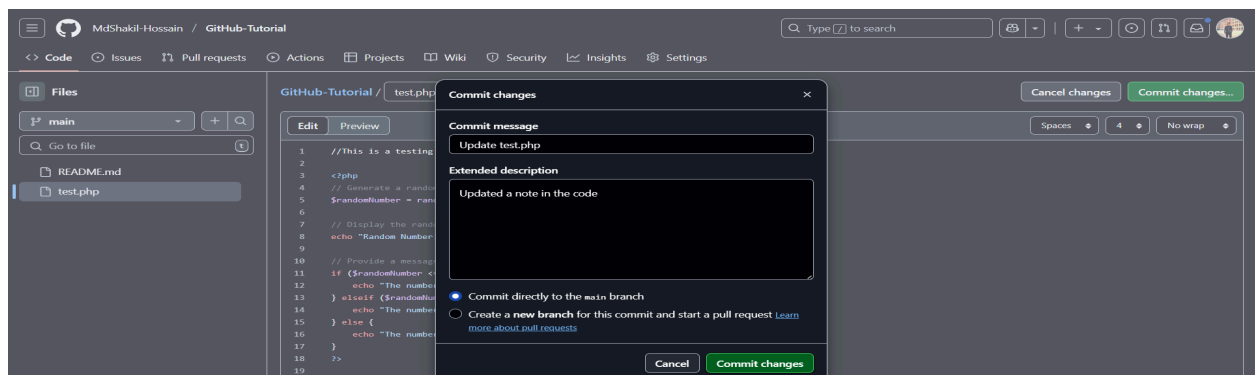 MdShakil-Hossain / GitHub-Tutorial
Type / to search
<> Code
Issues
Pull requests
Actions
Projects
Wiki
Security
Insights
Settings
Files
main
Go to file
t
README.md
test.php
GitHub-Tutorial / test.php
Cancel changes
Commit changes...
Edit
Preview
Spaces
4
No wrap
1 //This is a testing
2
3 <?php
4 // Generate a random
5 $randomNumber = ran
6
7 // Display the rand
8 echo "Random Number
9
10 // Provide a messag
11 if ($randomNumber <
12 echo "The numbe
13 } elseif ($randomNu
14 echo "The numbe
15 } else {
16 echo "The numbe
17 }
18 ?>
19
Commit changes
Commit message
Update test.php
Extended description
Updated a note in the code
Commit directly to the main branch
Create a new branch for this commit and start a pull request Learn
more about pull requests
Cancel
Commit changes